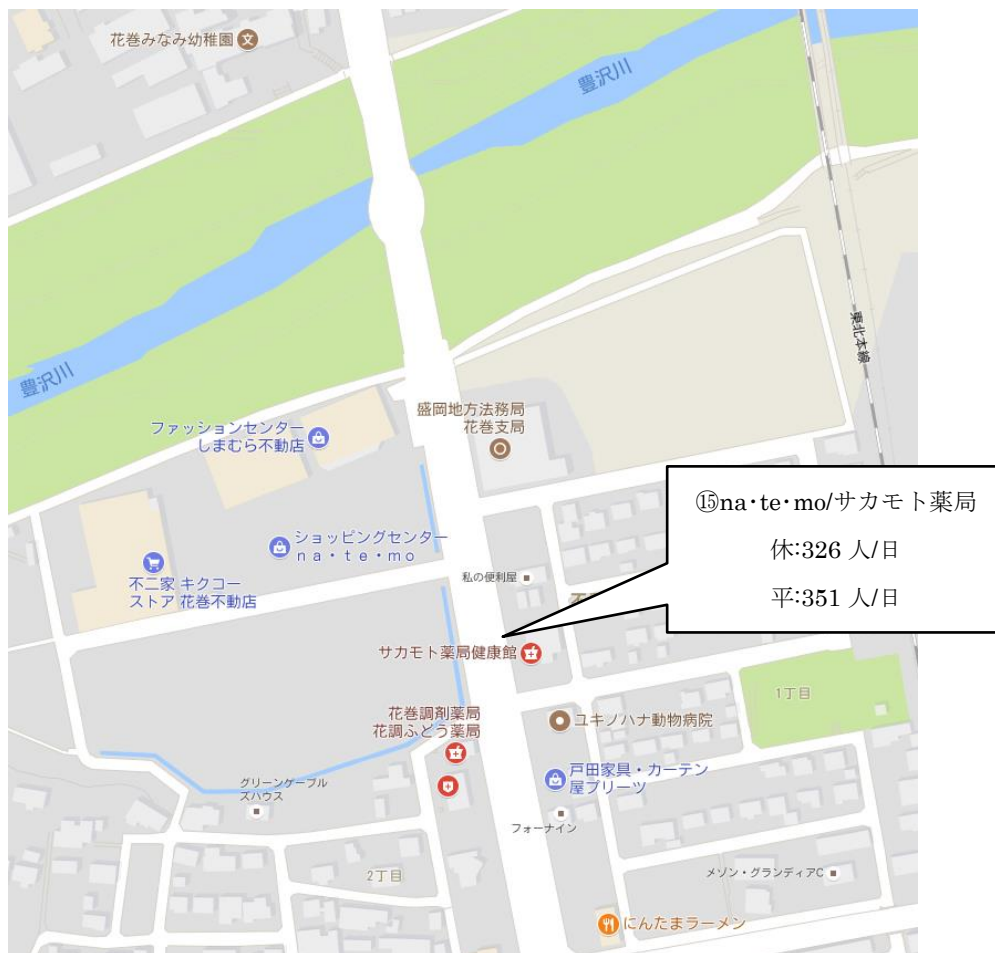 花巻みなみ幼稚園
豊沢川
東北本線
豊沢川
盛岡地方法務局
花巻支局
ファッションセンター
しまむら不動店
⑮na・te・mo/サカモト薬局
休:326 人/日
平:351 人/日
ショッピングセンター
na・te・mo
不二家 キクコー
ストア 花巻不動店
私の便利屋
サカモト薬局健康館
1丁目
花巻調剤薬局
花調ふどう薬局
ユキノハナ動物病院
戸田家具・カーテン
屋プリーツ
グリーンゲーブル
ズハウス
フォーナイン
2丁目
メゾン・グランディアC
にんたまラーメン